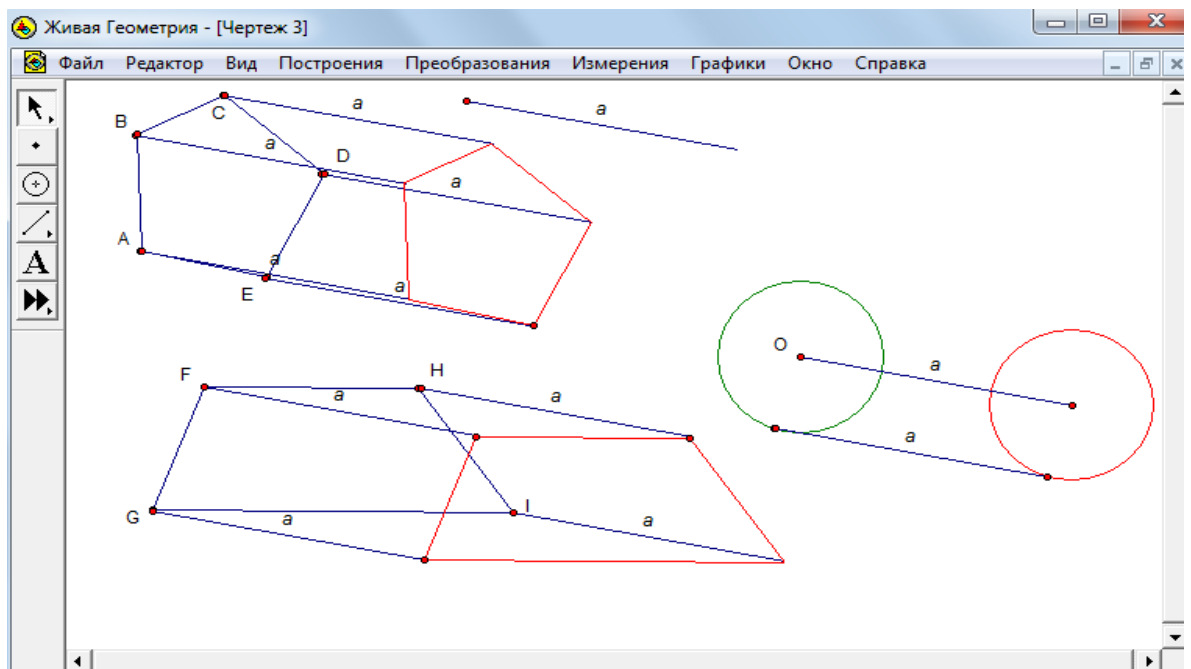 Живая Геометрия - [Чертеж 3]
Файл Редактор Вид Построения Преобразования Измерения Графики Окно Справка
A
C a a
B a D a
A a a
E
O a
F H
a a
a
G a I a